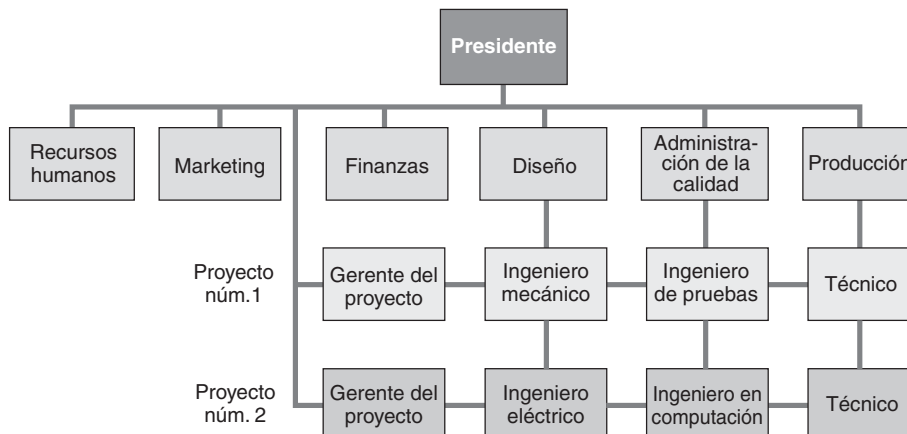 Presidente
Recursos
humanos
Marketing
Finanzas
Diseño
Administra-
ción de la
calidad
Producción
Proyecto
núm.1
Gerente del
proyecto
Ingeniero
mecánico
Ingeniero
de pruebas
Técnico
Proyecto
núm. 2
Gerente del
proyecto
Ingeniero
eléctrico
Ingeniero en
computación
Técnico